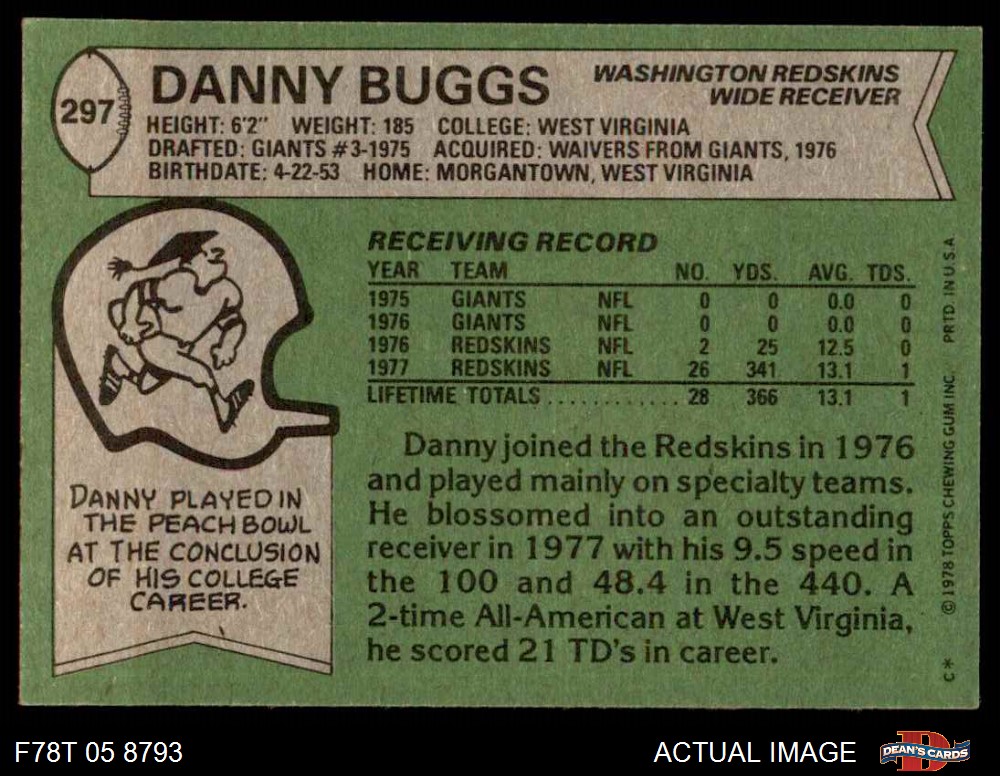 297
DANNY BUGGS
WASHINGTON REDSKINS
WIDE RECEIVER
HEIGHT: 6'2" WEIGHT: 185 COLLEGE: WEST VIRGINIA
DRAFTED: GIANTS #3-1975 ACQUIRED: WAIVERS FROM GIANTS, 1976
BIRTHDATE: 4-22-53 HOME: MORGANTOWN, WEST VIRGINIA
RECEIVING RECORD
YEAR TEAM NO. YDS. AVG. TDS.
1975 GIANTS NFL 0 0 0.0 0
1976 GIANTS NFL 0 0 0.0 0
1976 REDSKINS NFL 2 25 12.5 0
1977 REDSKINS NFL 26 341 13.1 1
LIFETIME TOTALS............ 28 366 13.1 1
DANNY PLAYED IN
THE PEACH BOWL
AT THE CONCLUSION
OF HIS COLLEGE
CAREER.
Danny joined the Redskins in 1976
and played mainly on specialty teams.
He blossomed into an outstanding
receiver in 1977 with his 9.5 speed in
the 100 and 48.4 in the 440. A
2-time All-American at West Virginia,
he scored 21 TD's in career.
C* © 1978 TOPPS CHEWING GUM INC. PRTD. IN U.S.A
F78T 05 8793
ACTUAL IMAGE
D
DEAN'S CARDS